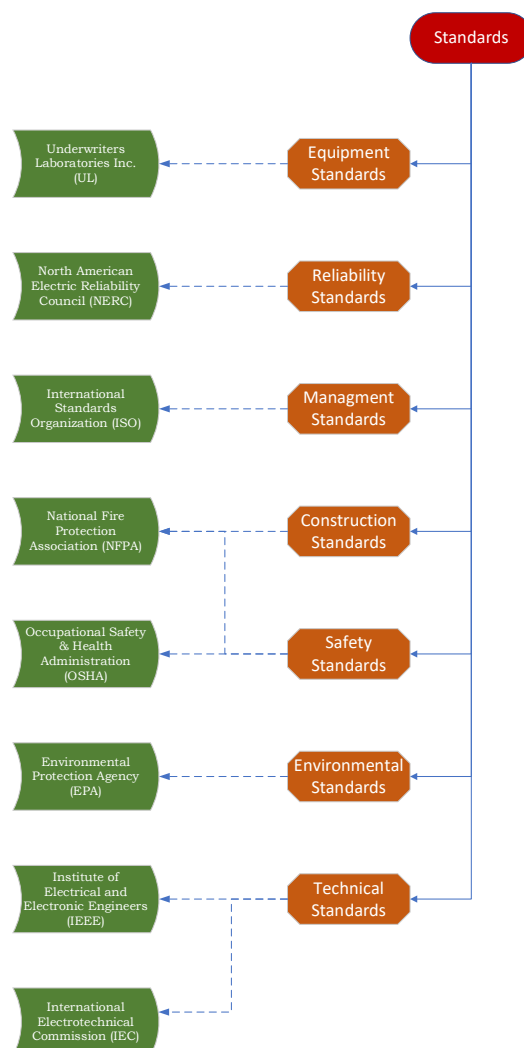 Standards
Underwriters
Laboratories Inc.
(UL)
Equipment
Standards
North American
Electric Reliability
Council (NERC)
Reliability
Standards
International
Standards
Organization (ISO)
Managment
Standards
National Fire
Protection
Association (NFPA)
Construction
Standards
Occupational Safety
& Health
Administration
(OSHA)
Safety
Standards
Environmental
Protection Agency
(EPA)
Environmental
Standards
Institute of
Electrical and
Electronic Engineers
(IEEE)
Technical
Standards
International
Electrotechnical
Commission (IEC)